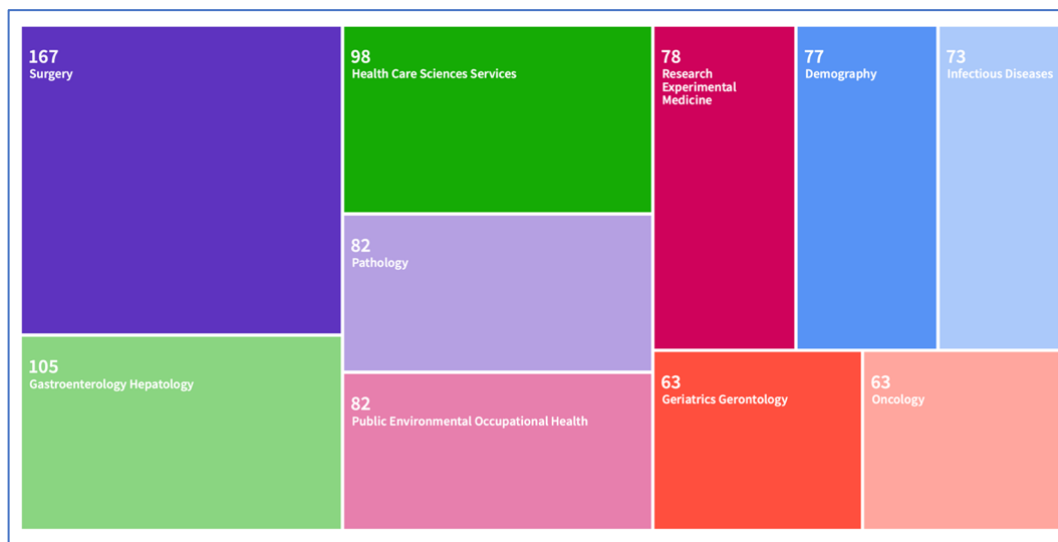 167
Surgery
98
Health Care Sciences Services
78
Research
Experimental
Medicine
77
Demography
73
Infectious Diseases
82
Pathology
105
Gastroenterology Hepatology
82
Public Environmental Occupational Health
63
Geriatrics Gerontology
63
Oncology